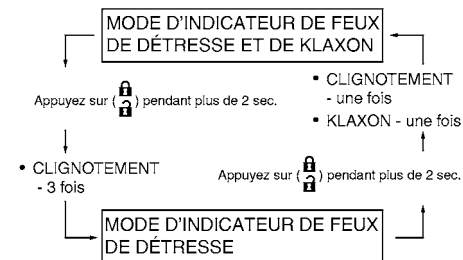 MODE D'INDICATEUR DE FEUX
DE DÉTRESSE ET DE KLAXON
Appuyez sur ( ) pendant plus de 2 sec.
• CLIGNOTEMENT
- 3 fois
MODE D'INDICATEUR DE FEUX
DE DÉTRESSE
Appuyez sur ( ) pendant plus de 2 sec.
• CLIGNOTEMENT
- une fois
• KLAXON - une fois